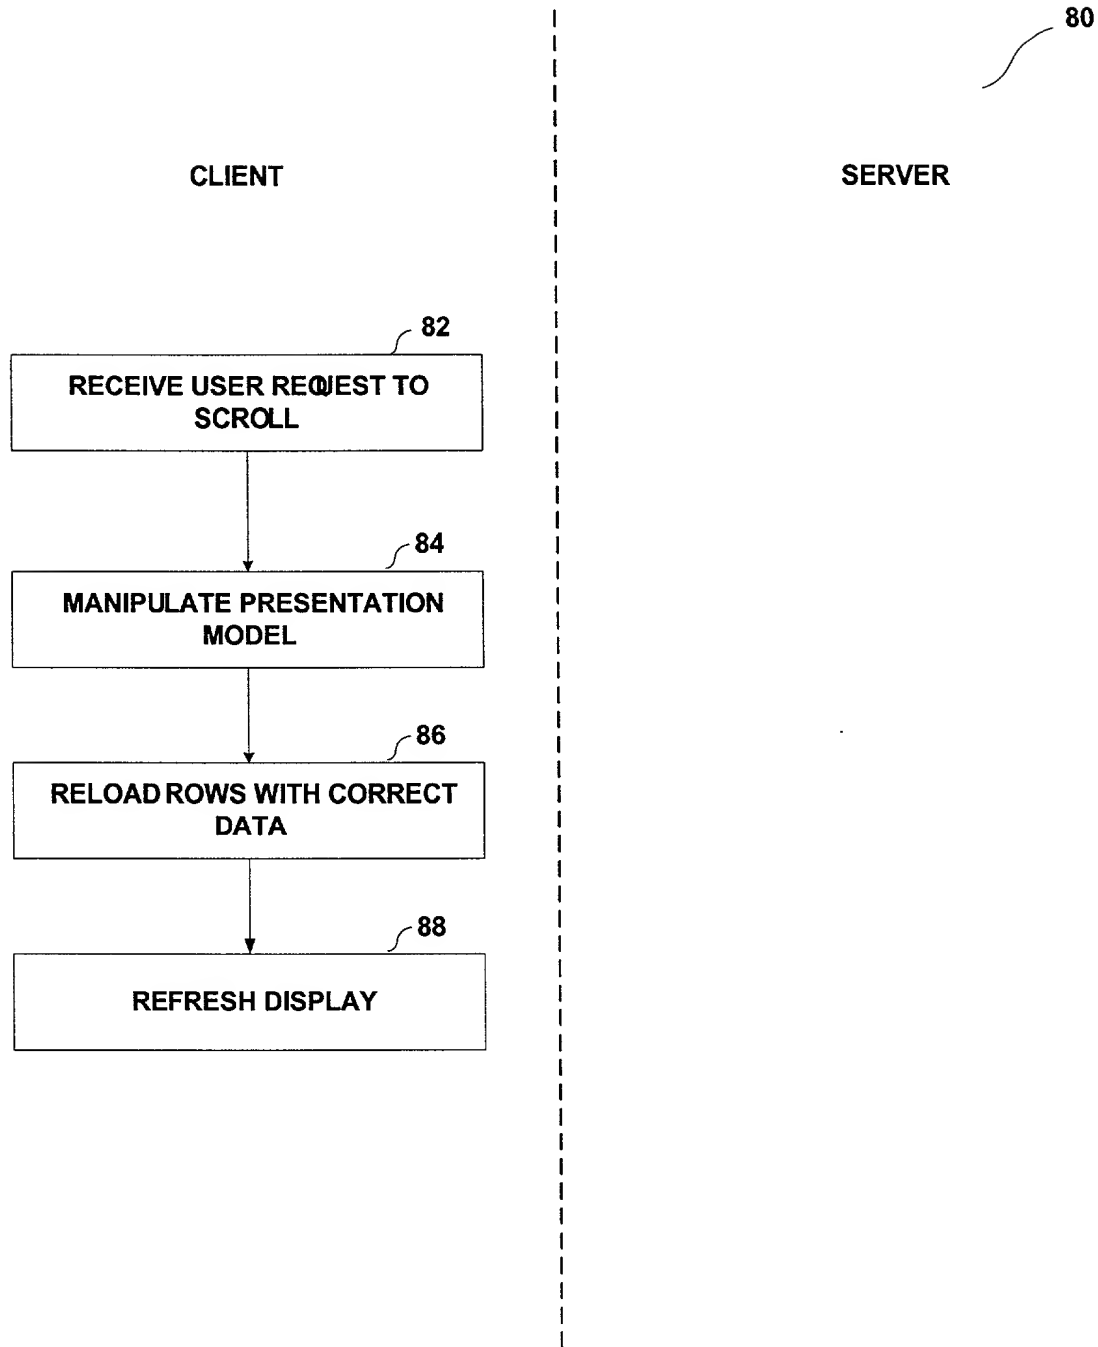 80
CLIENT
SERVER
82
RECEIVE USER REQUEST TO
SCROLL
84
MANIPULATE PRESENTATION
MODEL
86
RELOAD ROWS WITH CORRECT
DATA
88
REFRESH DISPLAY